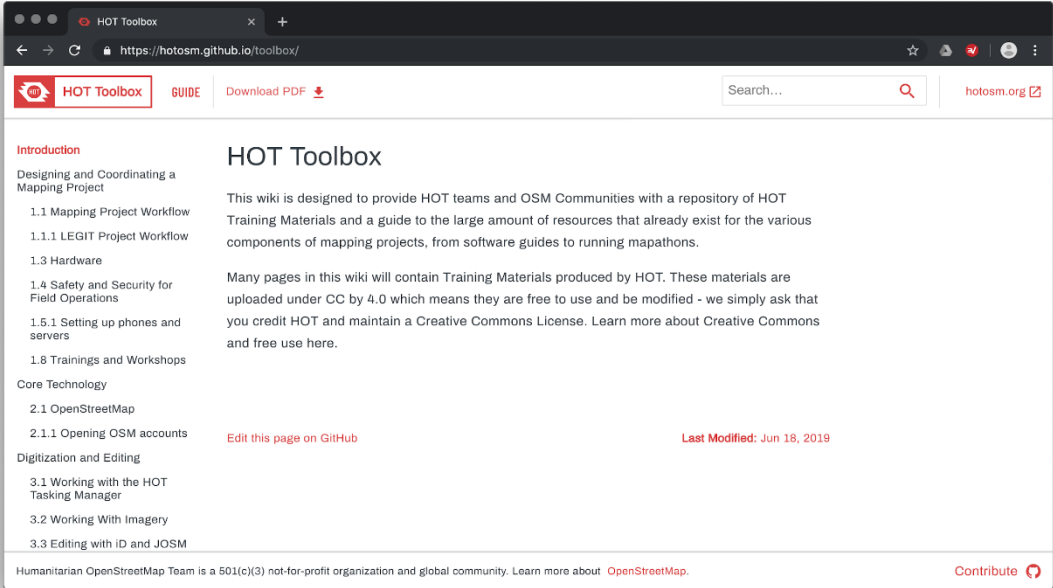 HOT Toolbox
https://hotosm.github.io/toolbox/
HOT
HOT Toolbox
GUIDE
Download PDF
Search...
hotosm.org
Introduction
Designing and Coordinating a
Mapping Project
1.1 Mapping Project Workflow
1.1.1 LEGIT Project Workflow
1.3 Hardware
1.4 Safety and Security for
Field Operations
1.5.1 Setting up phones and
servers
1.8 Trainings and Workshops
Core Technology
2.1 OpenStreetMap
2.1.1 Opening OSM accounts
Digitization and Editing
3.1 Working with the HOT
Tasking Manager
3.2 Working With Imagery
3.3 Editing with iD and JOSM
HOT Toolbox
This wiki is designed to provide HOT teams and OSM Communities with a repository of HOT
Training Materials and a guide to the large amount of resources that already exist for the various
components of mapping projects, from software guides to running mapathons.
Many pages in this wiki will contain Training Materials produced by HOT. These materials are
uploaded under CC by 4.0 which means they are free to use and be modified - we simply ask that
you credit HOT and maintain a Creative Commons License. Learn more about Creative Commons
and free use here.
Edit this page on GitHub
Last Modified: Jun 18, 2019
Humanitarian OpenStreetMap Team is a 501(c)(3) not-for-profit organization and global community. Learn more about OpenStreetMap.
Contribute